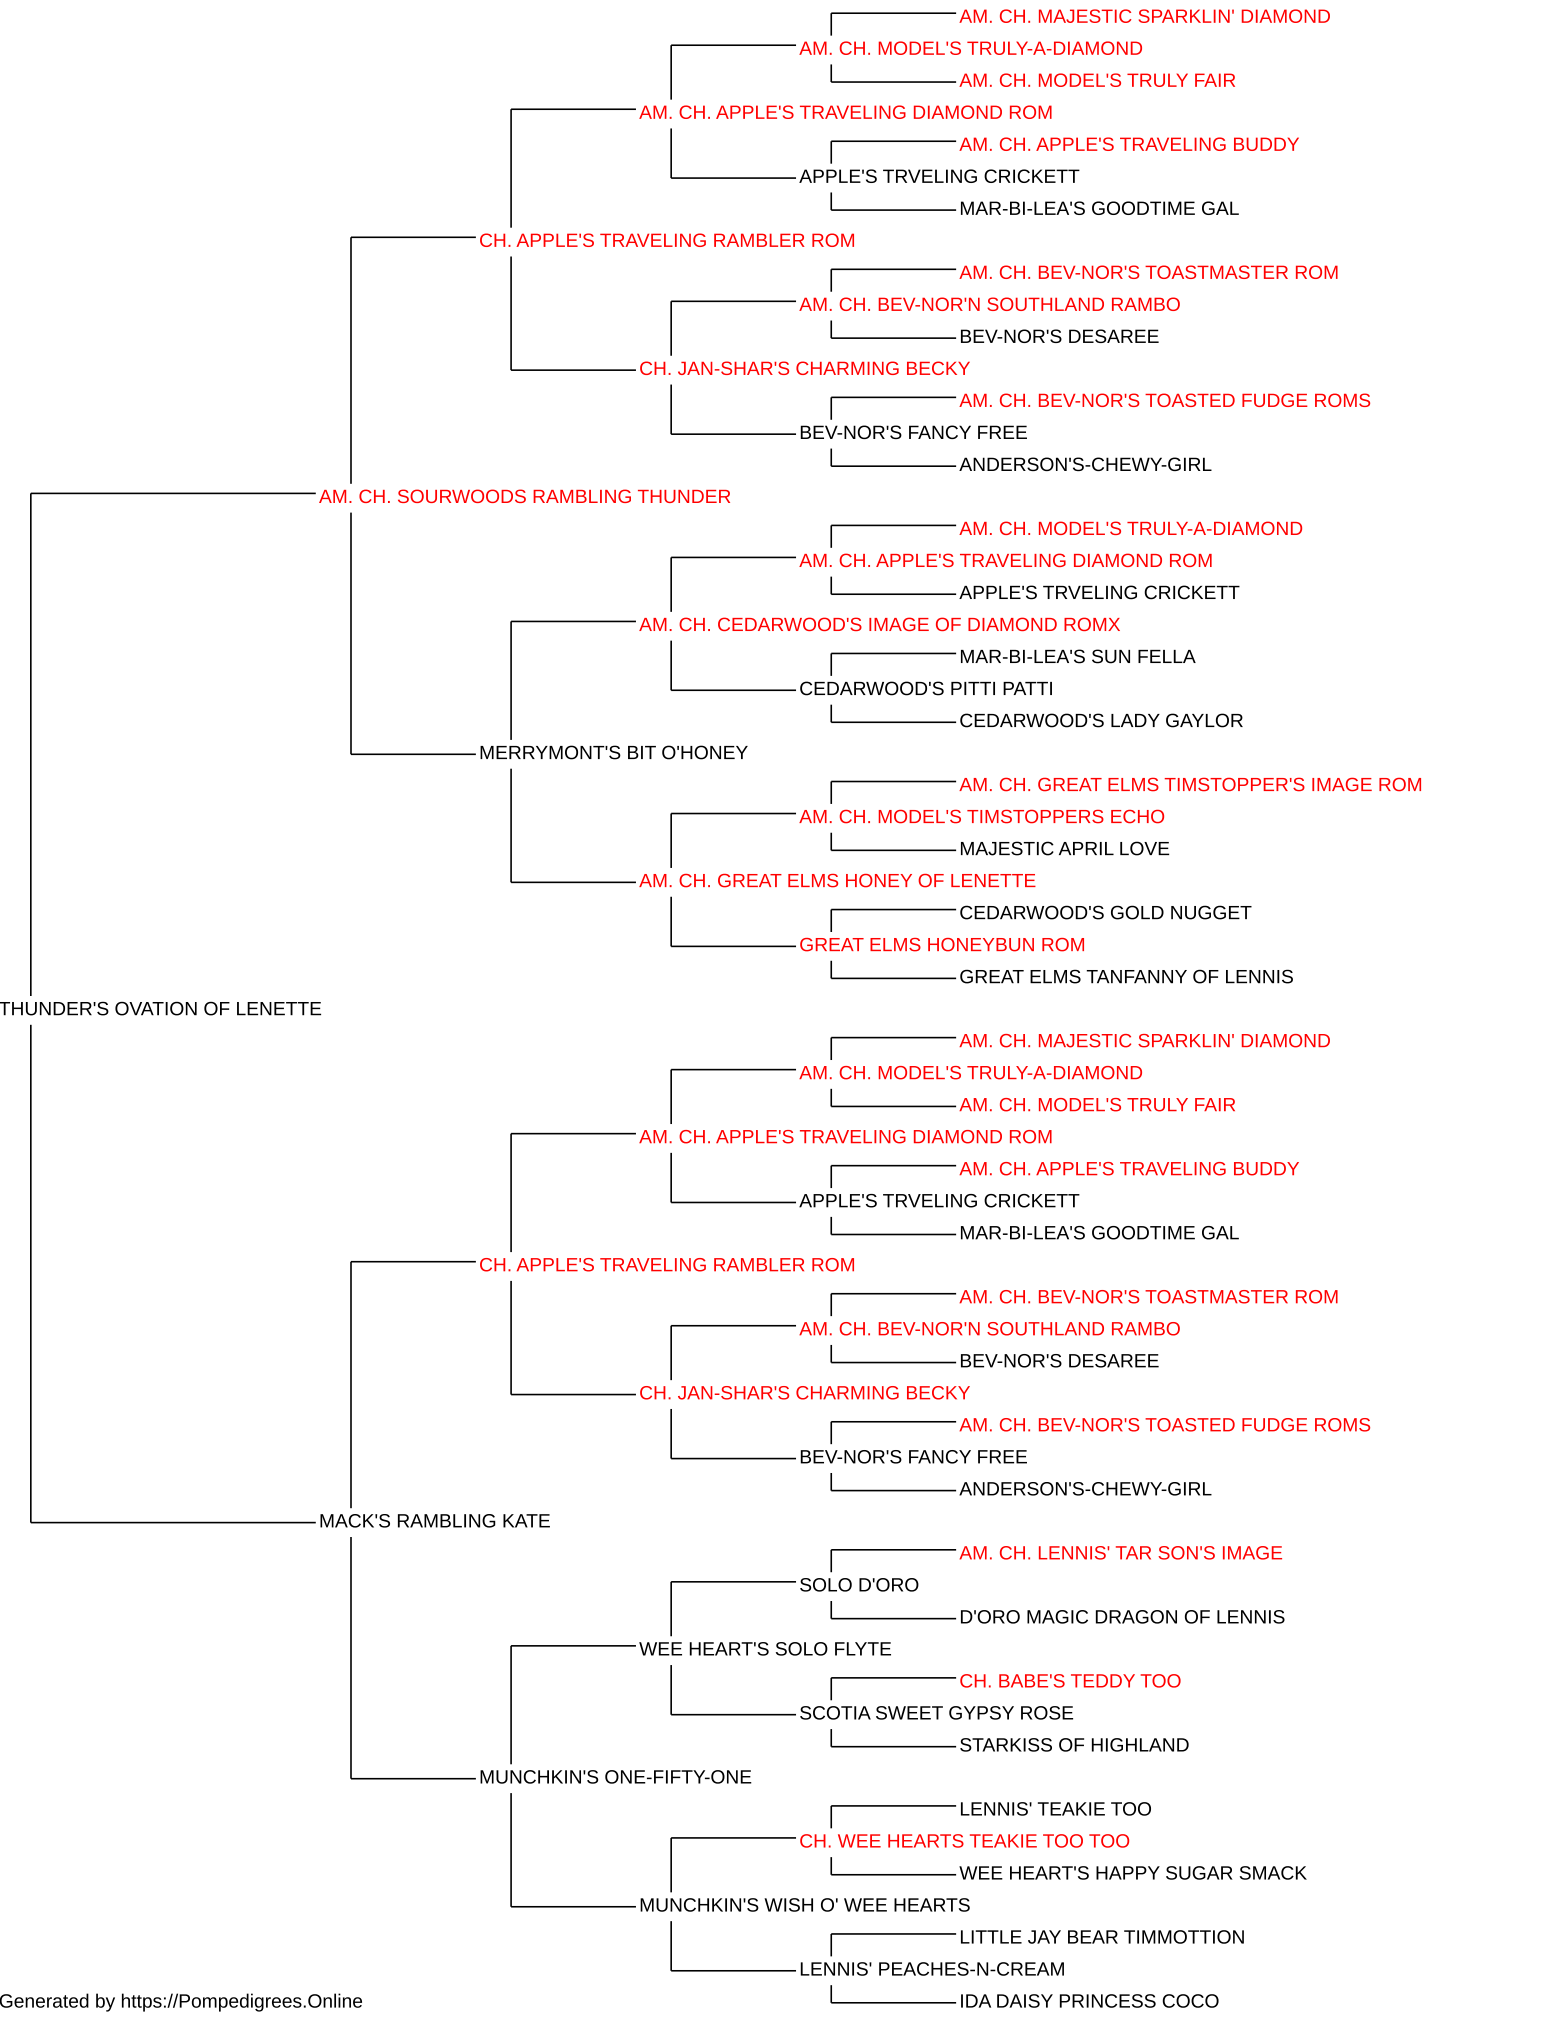 AM. CH. MAJESTIC SPARKLIN' DIAMOND
AM. CH. MODEL'S TRULY-A-DIAMOND
AM. CH. MODEL'S TRULY FAIR
AM. CH. APPLE'S TRAVELING DIAMOND ROM
AM. CH. APPLE'S TRAVELING BUDDY
APPLE'S TRVELING CRICKETT
MAR-BI-LEA'S GOODTIME GAL
CH. APPLE'S TRAVELING RAMBLER ROM
AM. CH. BEV-NOR'S TOASTMASTER ROM
AM. CH. BEV-NOR'N SOUTHLAND RAMBO
BEV-NOR'S DESAREE
CH. JAN-SHAR'S CHARMING BECKY
AM. CH. BEV-NOR'S TOASTED FUDGE ROMS
BEV-NOR'S FANCY FREE
ANDERSON'S-CHEWY-GIRL
AM. CH. SOURWOODS RAMBLING THUNDER
AM. CH. MODEL'S TRULY-A-DIAMOND
AM. CH. APPLE'S TRAVELING DIAMOND ROM
APPLE'S TRVELING CRICKETT
AM. CH. CEDARWOOD'S IMAGE OF DIAMOND ROMX
MAR-BI-LEA'S SUN FELLA
CEDARWOOD'S PITTI PATTI
CEDARWOOD'S LADY GAYLOR
MERRYMONT'S BIT O'HONEY
AM. CH. GREAT ELMS TIMSTOPPER'S IMAGE ROM
AM. CH. MODEL'S TIMSTOPPERS ECHO
MAJESTIC APRIL LOVE
AM. CH. GREAT ELMS HONEY OF LENETTE
CEDARWOOD'S GOLD NUGGET
GREAT ELMS HONEYBUN ROM
GREAT ELMS TANFANNY OF LENNIS
THUNDER'S OVATION OF LENETTE
AM. CH. MAJESTIC SPARKLIN' DIAMOND
AM. CH. MODEL'S TRULY-A-DIAMOND
AM. CH. MODEL'S TRULY FAIR
AM. CH. APPLE'S TRAVELING DIAMOND ROM
AM. CH. APPLE'S TRAVELING BUDDY
APPLE'S TRVELING CRICKETT
MAR-BI-LEA'S GOODTIME GAL
CH. APPLE'S TRAVELING RAMBLER ROM
AM. CH. BEV-NOR'S TOASTMASTER ROM
AM. CH. BEV-NOR'N SOUTHLAND RAMBO
BEV-NOR'S DESAREE
CH. JAN-SHAR'S CHARMING BECKY
AM. CH. BEV-NOR'S TOASTED FUDGE ROMS
BEV-NOR'S FANCY FREE
ANDERSON'S-CHEWY-GIRL
MACK'S RAMBLING KATE
AM. CH. LENNIS' TAR SON'S IMAGE
SOLO D'ORO
D'ORO MAGIC DRAGON OF LENNIS
WEE HEART'S SOLO FLYTE
CH. BABE'S TEDDY TOO
SCOTIA SWEET GYPSY ROSE
STARKISS OF HIGHLAND
MUNCHKIN'S ONE-FIFTY-ONE
LENNIS' TEAKIE TOO
CH. WEE HEARTS TEAKIE TOO TOO
WEE HEART'S HAPPY SUGAR SMACK
MUNCHKIN'S WISH O' WEE HEARTS
LITTLE JAY BEAR TIMMOTTION
LENNIS' PEACHES-N-CREAM
IDA DAISY PRINCESS COCO
Generated by https://Pompedigrees.Online